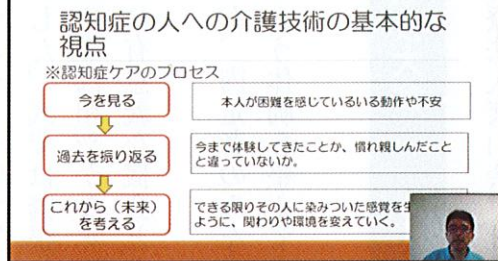 認知症の人への介護技術の基本的な
視点
※認知症ケアのプロセス
今を見る
本人が困難を感じているいる動作や不安
過去を振り返る
今まで体験してきたことか、慣れ親しんだこと
と違っていないか。
これから（未来）
を考える
できる限りその人に染みついた感覚を生
ように、関わりや環境を変えていく。